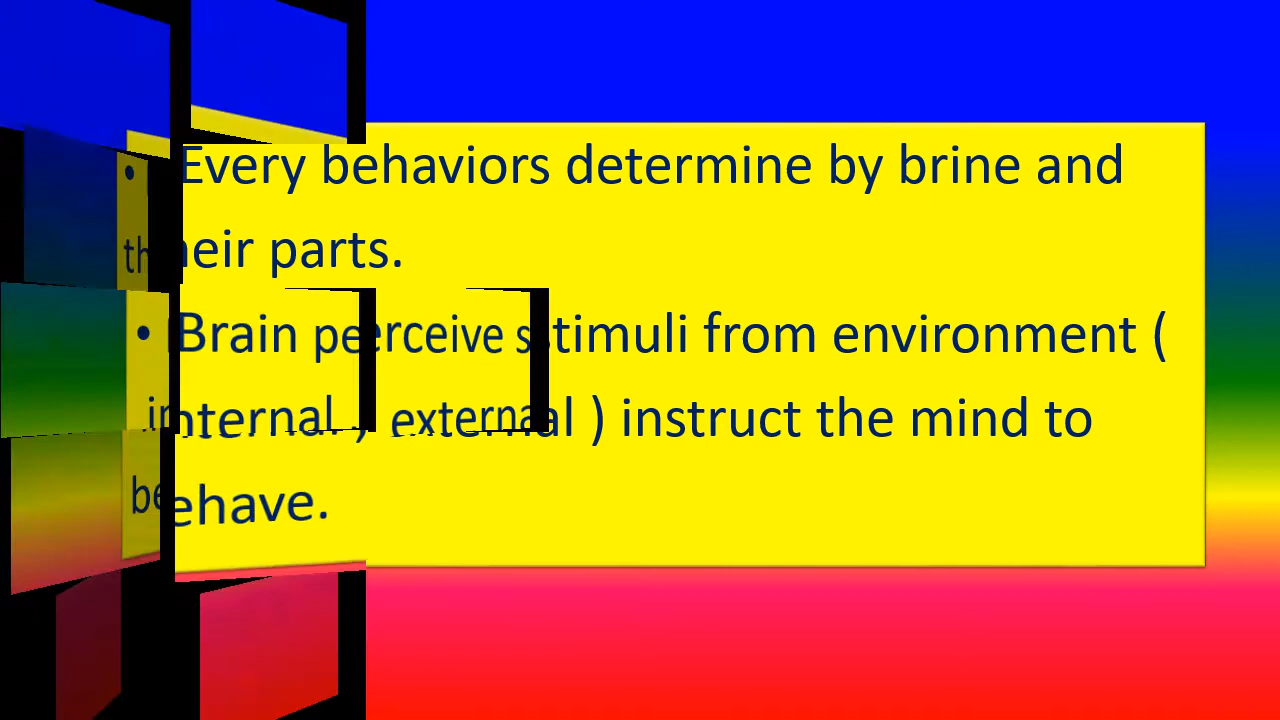 • Every behaviors determine by brine and
their parts.
• Brain perceive stimuli from environment (
internal , external ) instruct the mind to
behave.